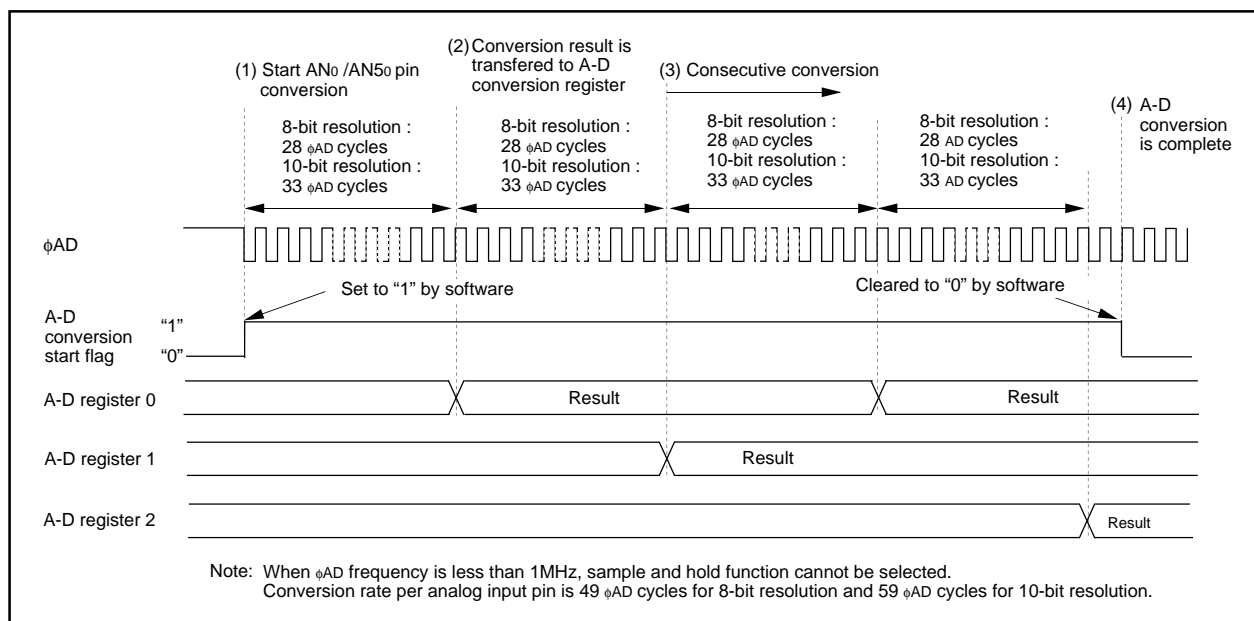 (1) Start AN0 /AN50 pin
conversion
(2) Conversion result is
transfered to A-D
conversion register
(3) Consecutive conversion
(4) A-D
conversion
is complete
8-bit resolution :
28 φAD cycles
10-bit resolution :
33 φAD cycles
8-bit resolution :
28 φAD cycles
10-bit resolution :
33 φAD cycles
8-bit resolution :
28 φAD cycles
10-bit resolution :
33 φAD cycles
8-bit resolution :
28 AD cycles
10-bit resolution :
33 AD cycles
φAD
Set to “1” by software
Cleared to “0” by software
A-D
conversion
start flag
“1”
“0”
A-D register 0
Result
Result
A-D register 1
Result
A-D register 2
Result
Note: When φAD frequency is less than 1MHz, sample and hold function cannot be selected.
Conversion rate per analog input pin is 49 φAD cycles for 8-bit resolution and 59 φAD cycles for 10-bit resolution.